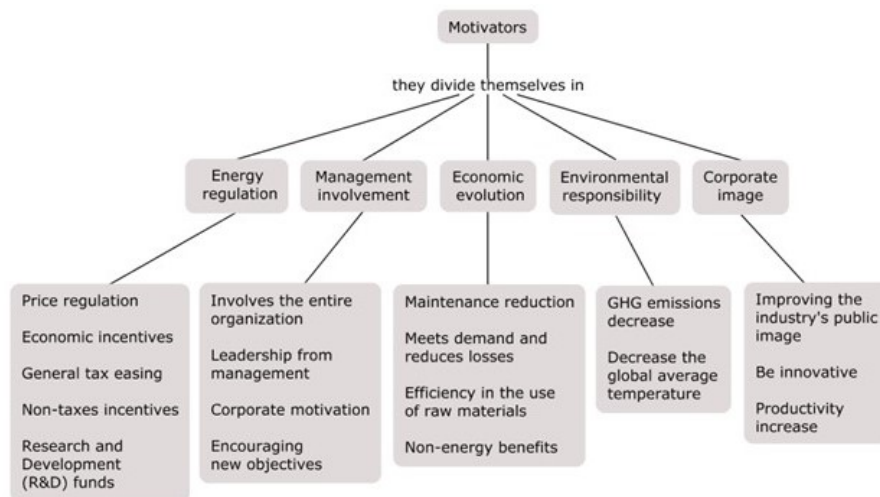 Motivators
they divide themselves in
Energy
regulation
Management
involvement
Economic
evolution
Environmental
responsibility
Corporate
image
Price regulation
Economic incentives
General tax easing
Non-taxes incentives
Research and
Development
(R&D) funds
Involves the entire
organization
Leadership from
management
Corporate motivation
Encouraging
new objectives
Maintenance reduction
Meets demand and
reduces losses
Efficiency in the use
of raw materials
Non-energy benefits
GHG emissions
decrease
Decrease the
global average
temperature
Improving the
industry's public
image
Be innovative
Productivity
increase